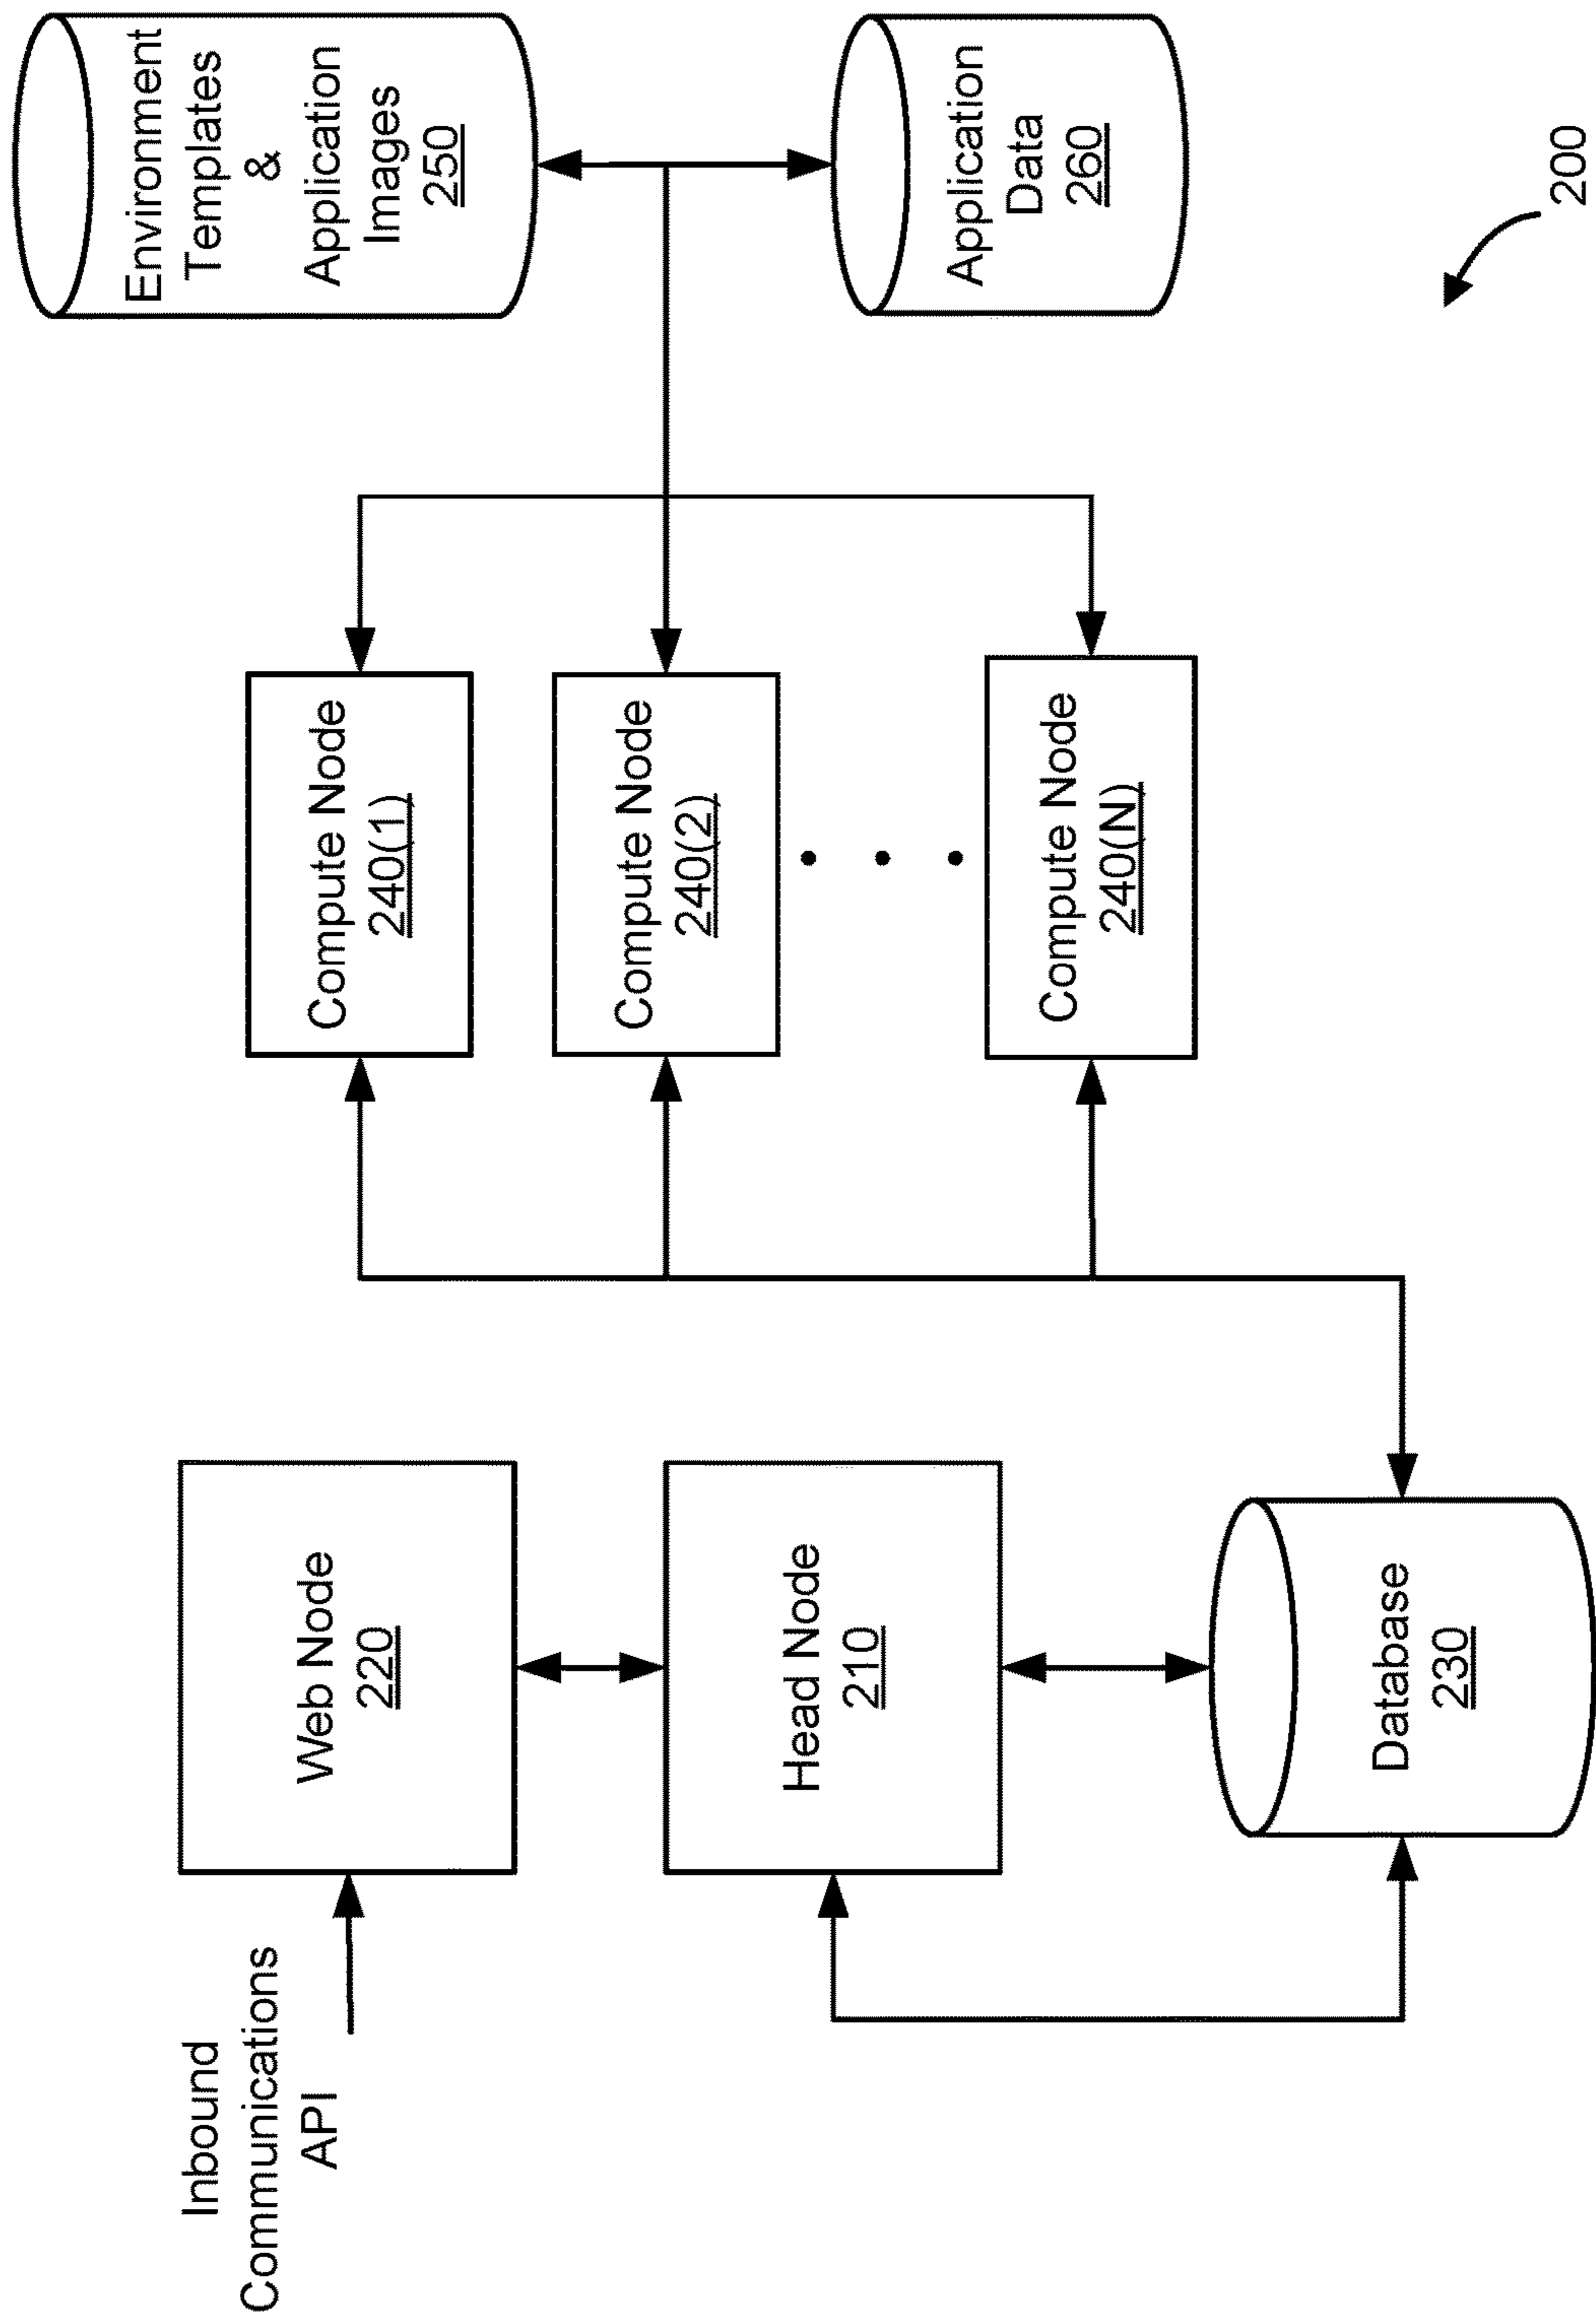 Inbound
Communications
API
Web Node
220
Head Node
210
Database
230
Compute Node
240(1)
Compute Node
240(2)
Compute Node
240(N)
Environment
Templates
&
Application
Images
250
Application
Data
260
200